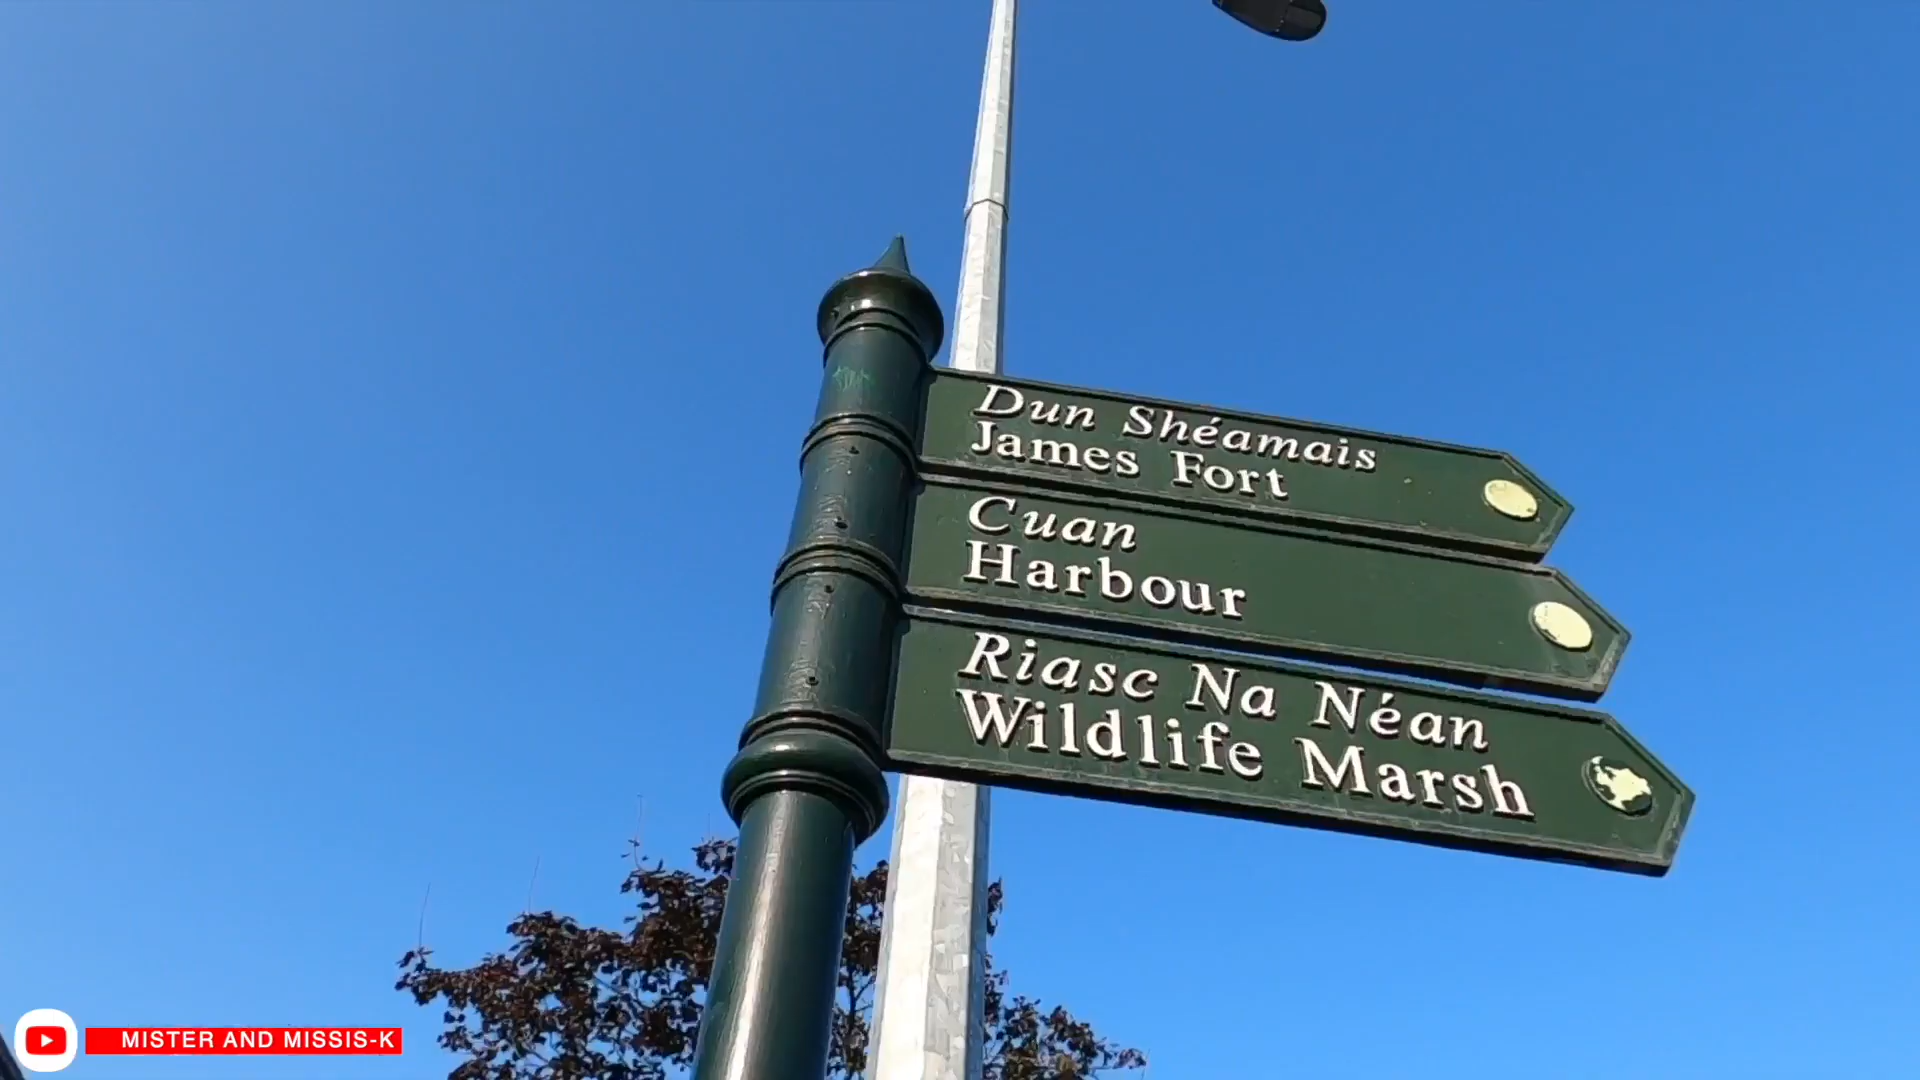 Dun Shéamais
James Fort
Cuan
Harbour
Riasc Na Néan
Wildlife Marsh
MISTER AND MISSIS-K